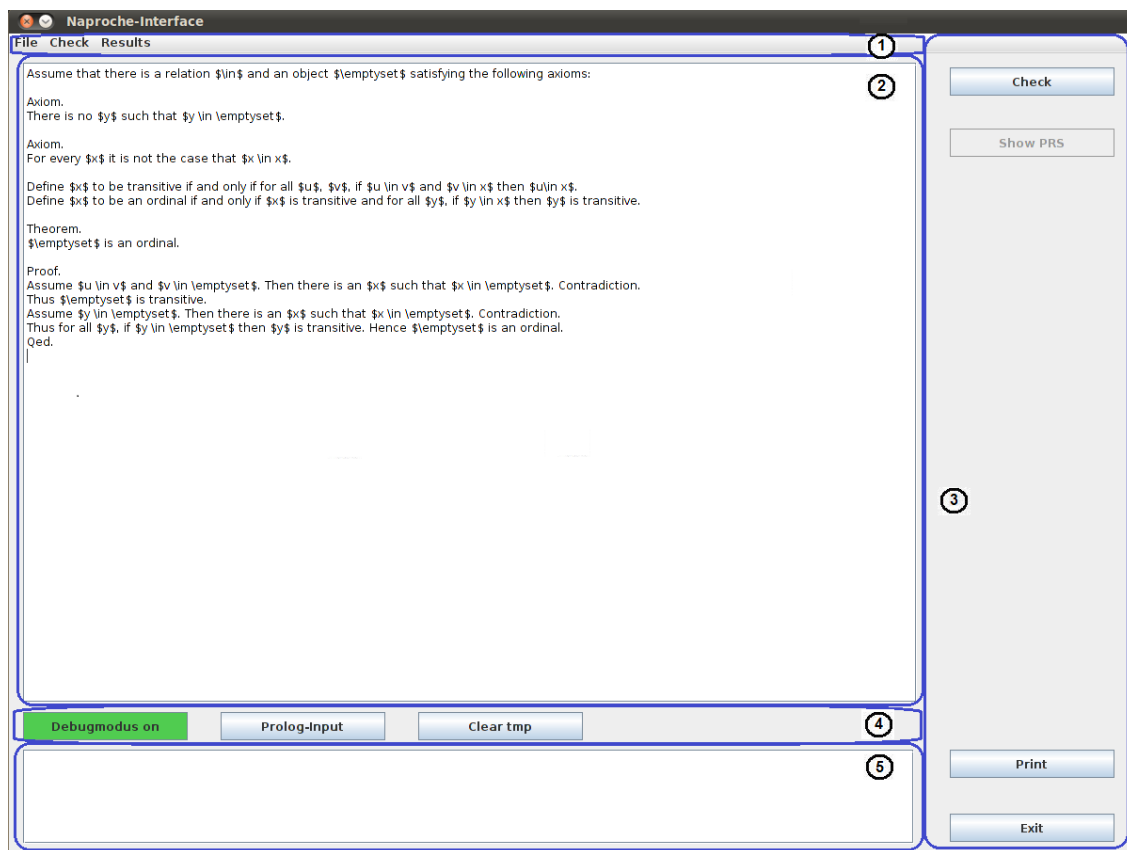 Naproche-Interface
File Check Results
1
Assume that there is a relation $\in$ and an object $\emptyset$ satisfying the following axioms:
2
Axiom.
There is no $y$ such that $y \in \emptyset$.
Axiom.
For every $x$ it is not the case that $x \in x$.
Define $x$ to be transitive if and only if for all $u$, $v$, if $u \in v$ and $v \in x$ then $u\in x$.
Define $x$ to be an ordinal if and only if $x$ is transitive and for all $y$, if $y \in x$ then $y$ is transitive.
Theorem.
$\emptyset$ is an ordinal.
Proof.
Assume $u \in v$ and $v \in \emptyset$. Then there is an $x$ such that $x \in \emptyset$. Contradiction.
Thus $\emptyset$ is transitive.
Assume $y \in \emptyset$. Then there is an $x$ such that $x \in \emptyset$. Contradiction.
Thus for all $y$, if $y \in \emptyset$ then $y$ is transitive. Hence $\emptyset$ is an ordinal.
Qed.
Check
Show PRS
3
Debugmodus on
Prolog-Input
Clear tmp
4
5
Print
Exit